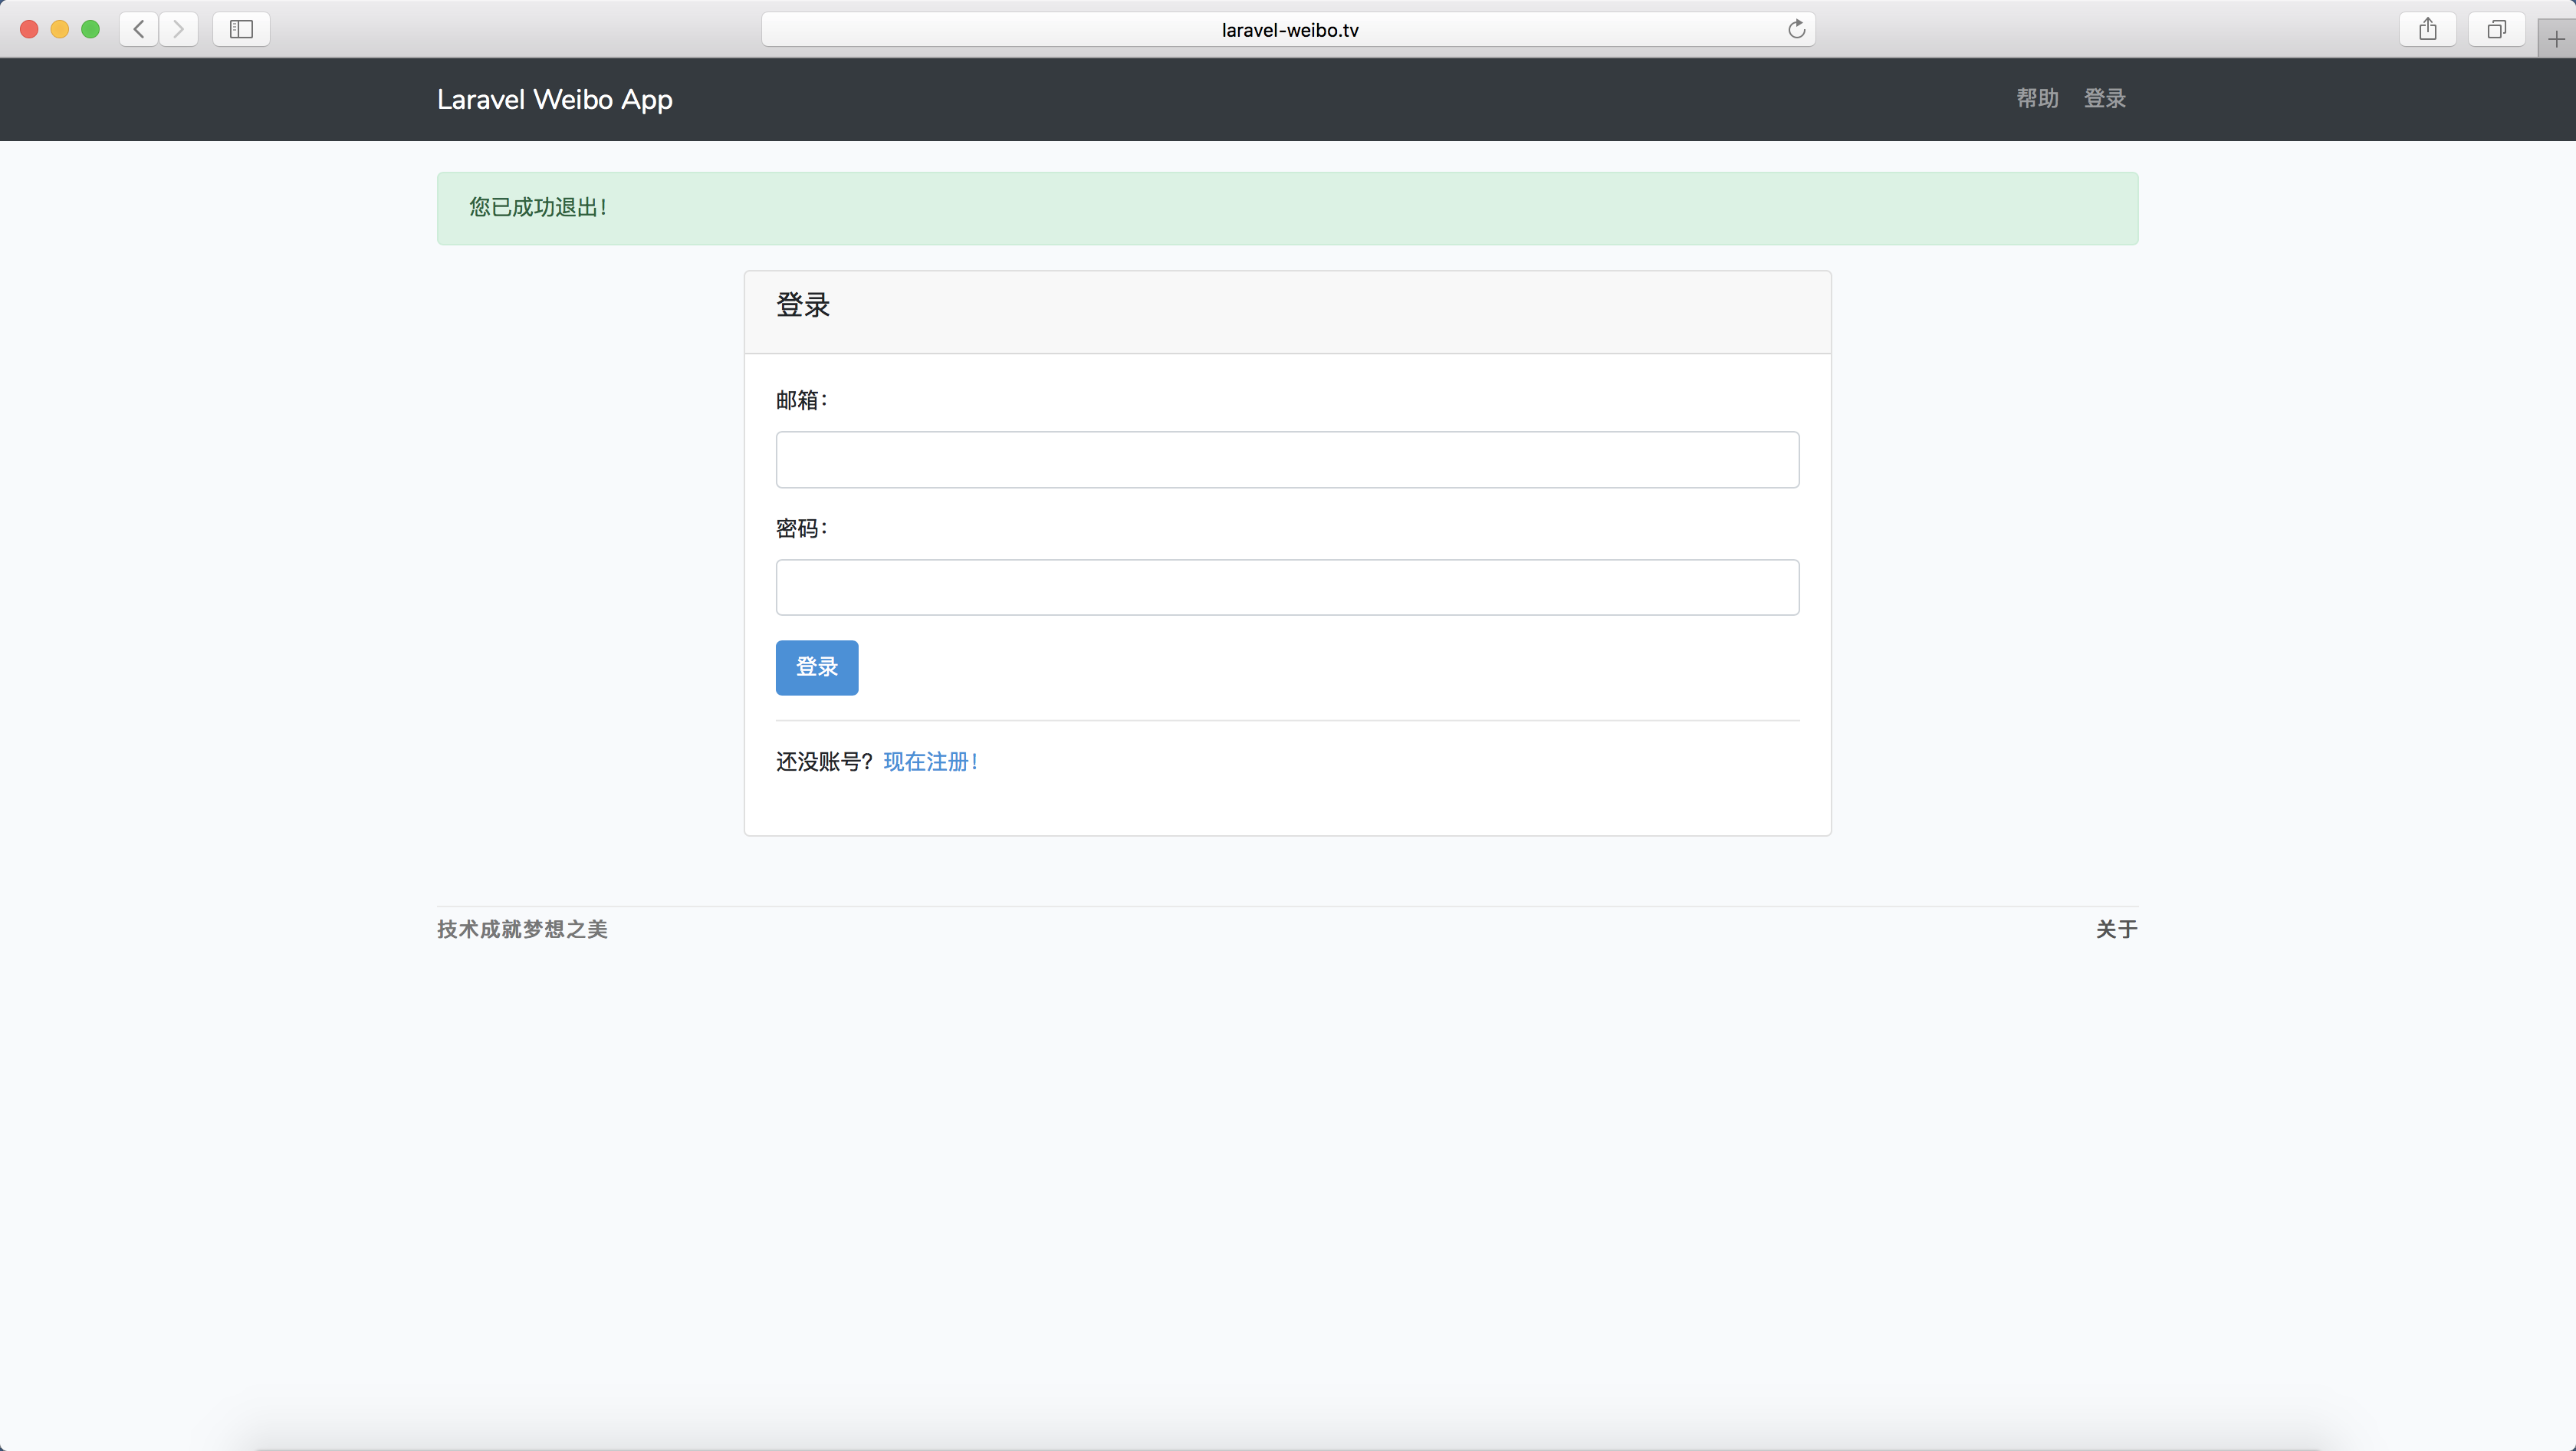 laravel-weibo.tv
Laravel Weibo App
帮助 登录
您已成功退出！
登录
邮箱：
密码：
登录
还没账号？现在注册！
技术成就梦想之美
关于